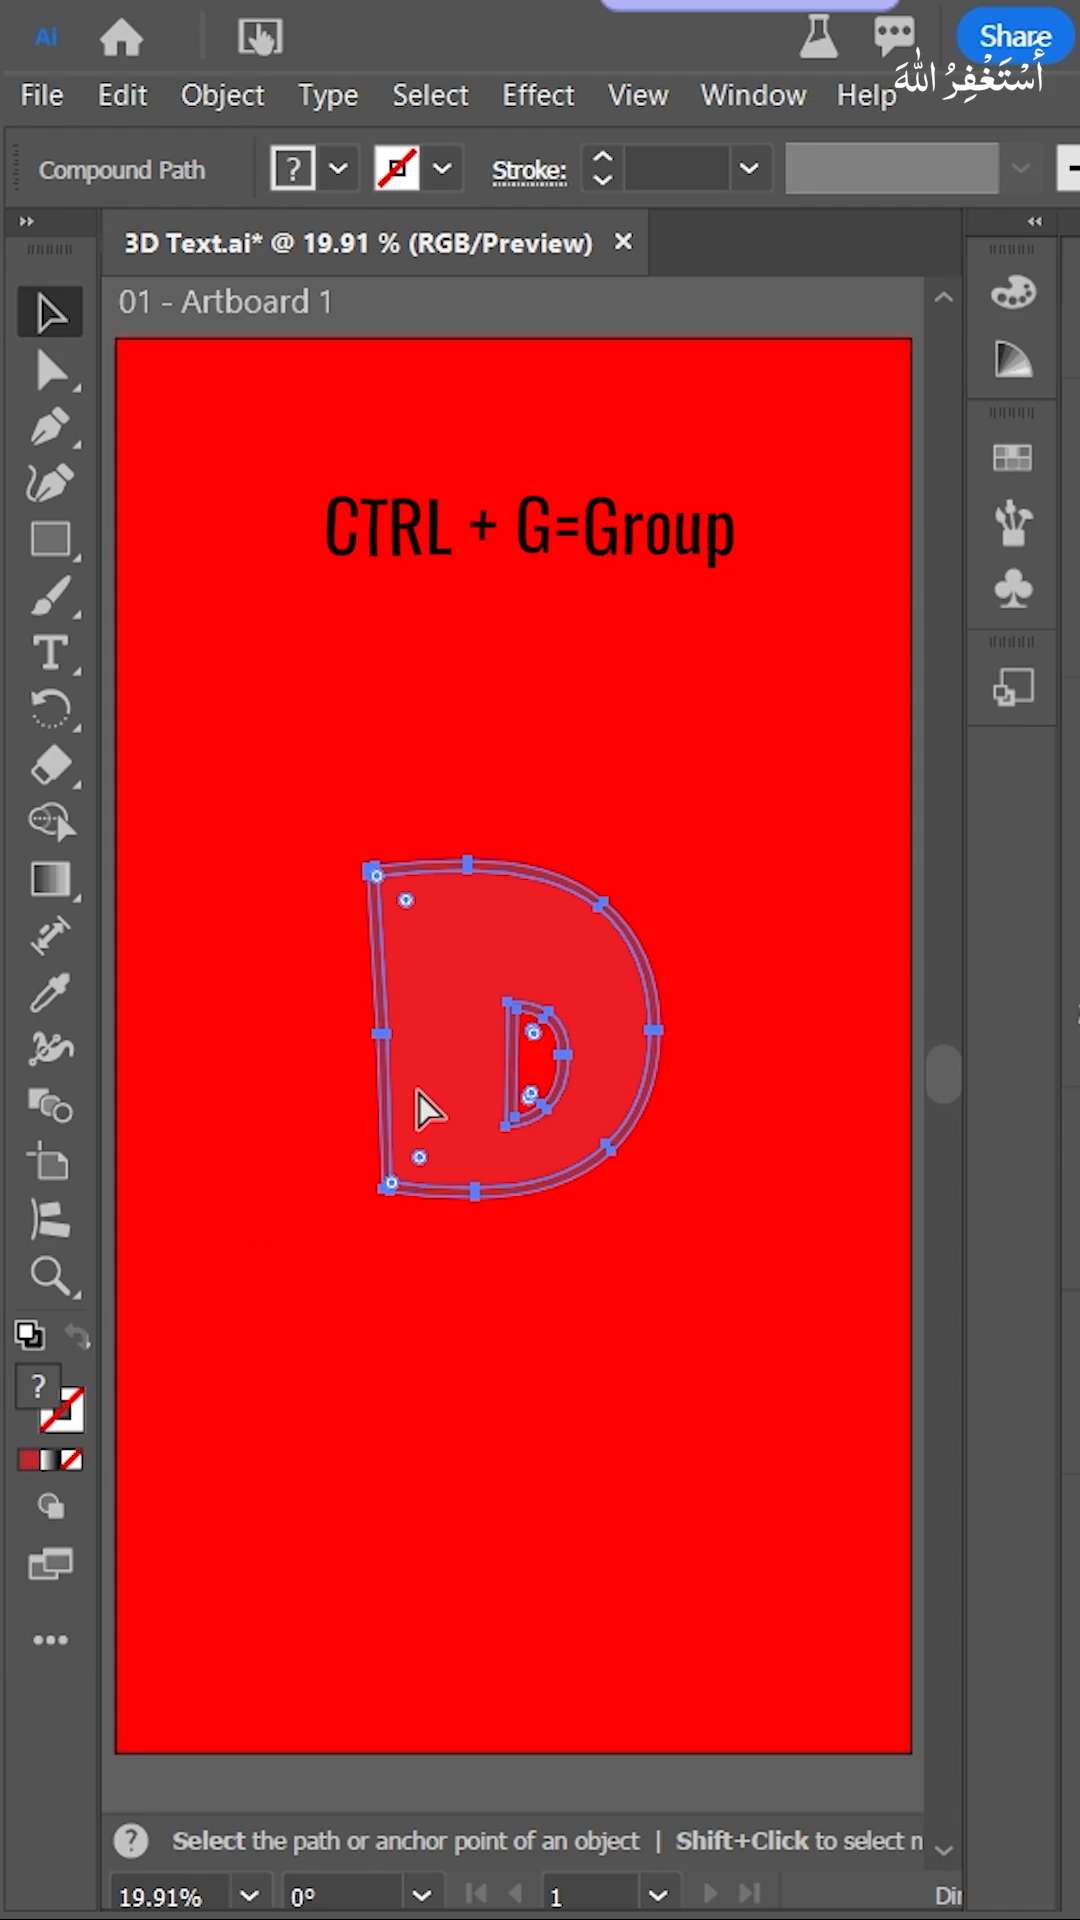 Ai
Share
أَسْتَغْفِرُ اللهَ
File Edit Object Type Select Effect View Window Help
Compound Path ? Stroke:
3D Text.ai* @ 19.91 % (RGB/Preview) ×
01 - Artboard 1
CTRL + G=Group
?
? Select the path or anchor point of an object | Shift+Click to select
19.91% 0° 1